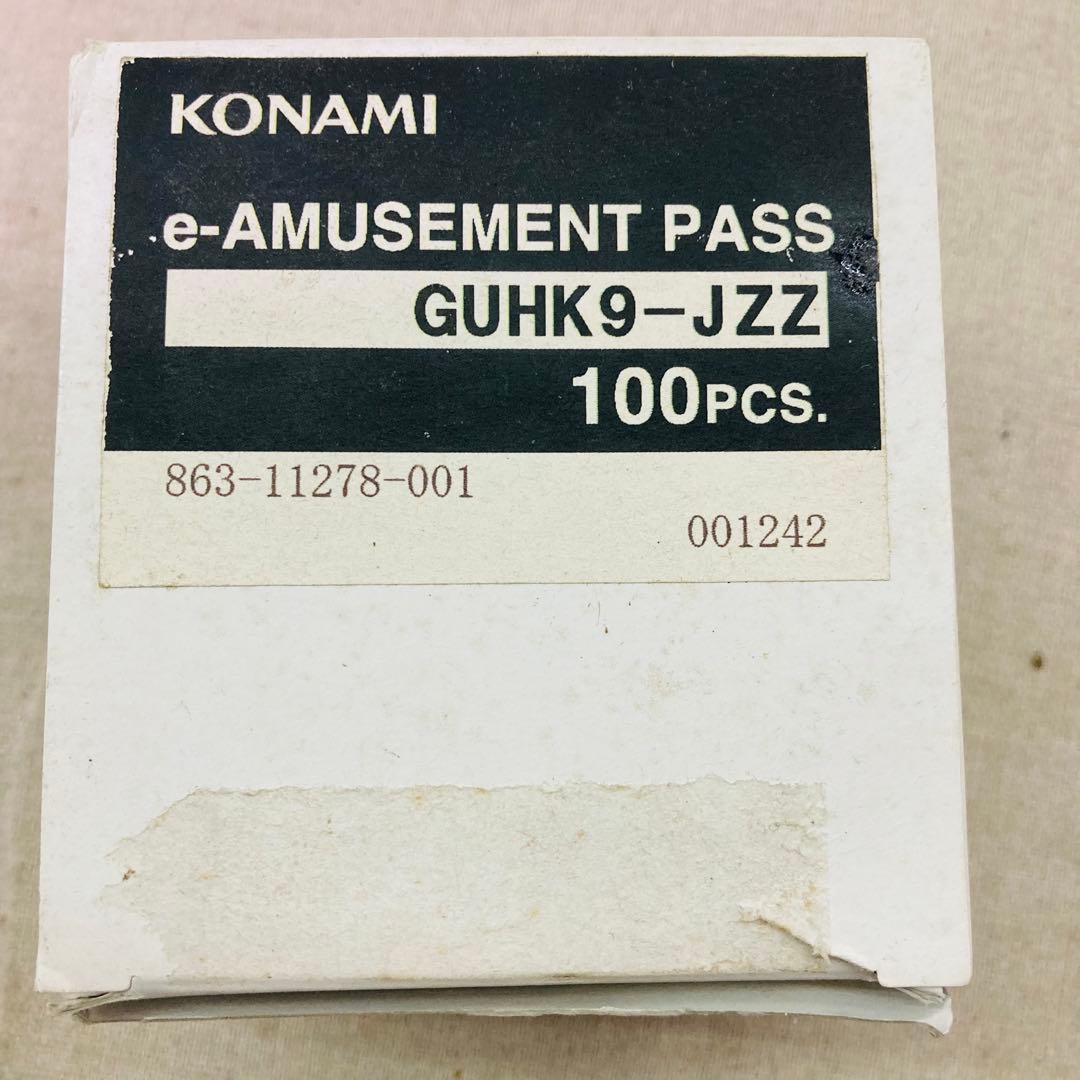 KONAMI
e-AMUSEMENT PASS
GUHK9-JZZ
100PCS.
863-11278-001
001242